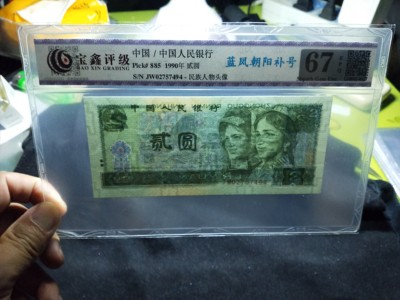 宝鑫评级
BAO XIN GRADING
中国 / 中国人民银行
Pick# 885 1990年 贰圆
S/N JW02757494 - 民族人物头像
蓝凤朝阳补号
67
中国人民银行
贰圆